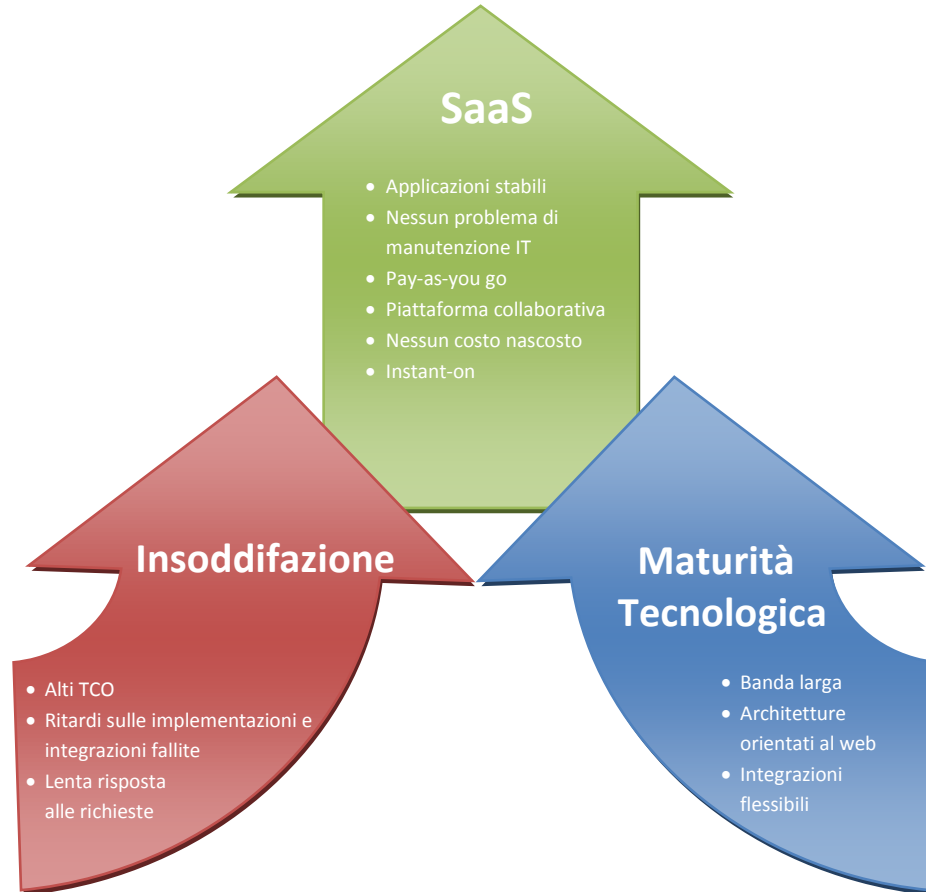 SaaS
• Applicazioni stabili
• Nessun problema di
manutenzione IT
• Pay-as-you go
• Piattaforma collaborativa
• Nessun costo nascosto
• Instant-on
Insoddifazione
• Alti TCO
• Ritardi sulle implementazioni e
integrazioni fallite
• Lenta risposta
alle richieste
Maturità
Tecnologica
• Banda larga
• Architetture
orientati al web
• Integrazioni
flessibili